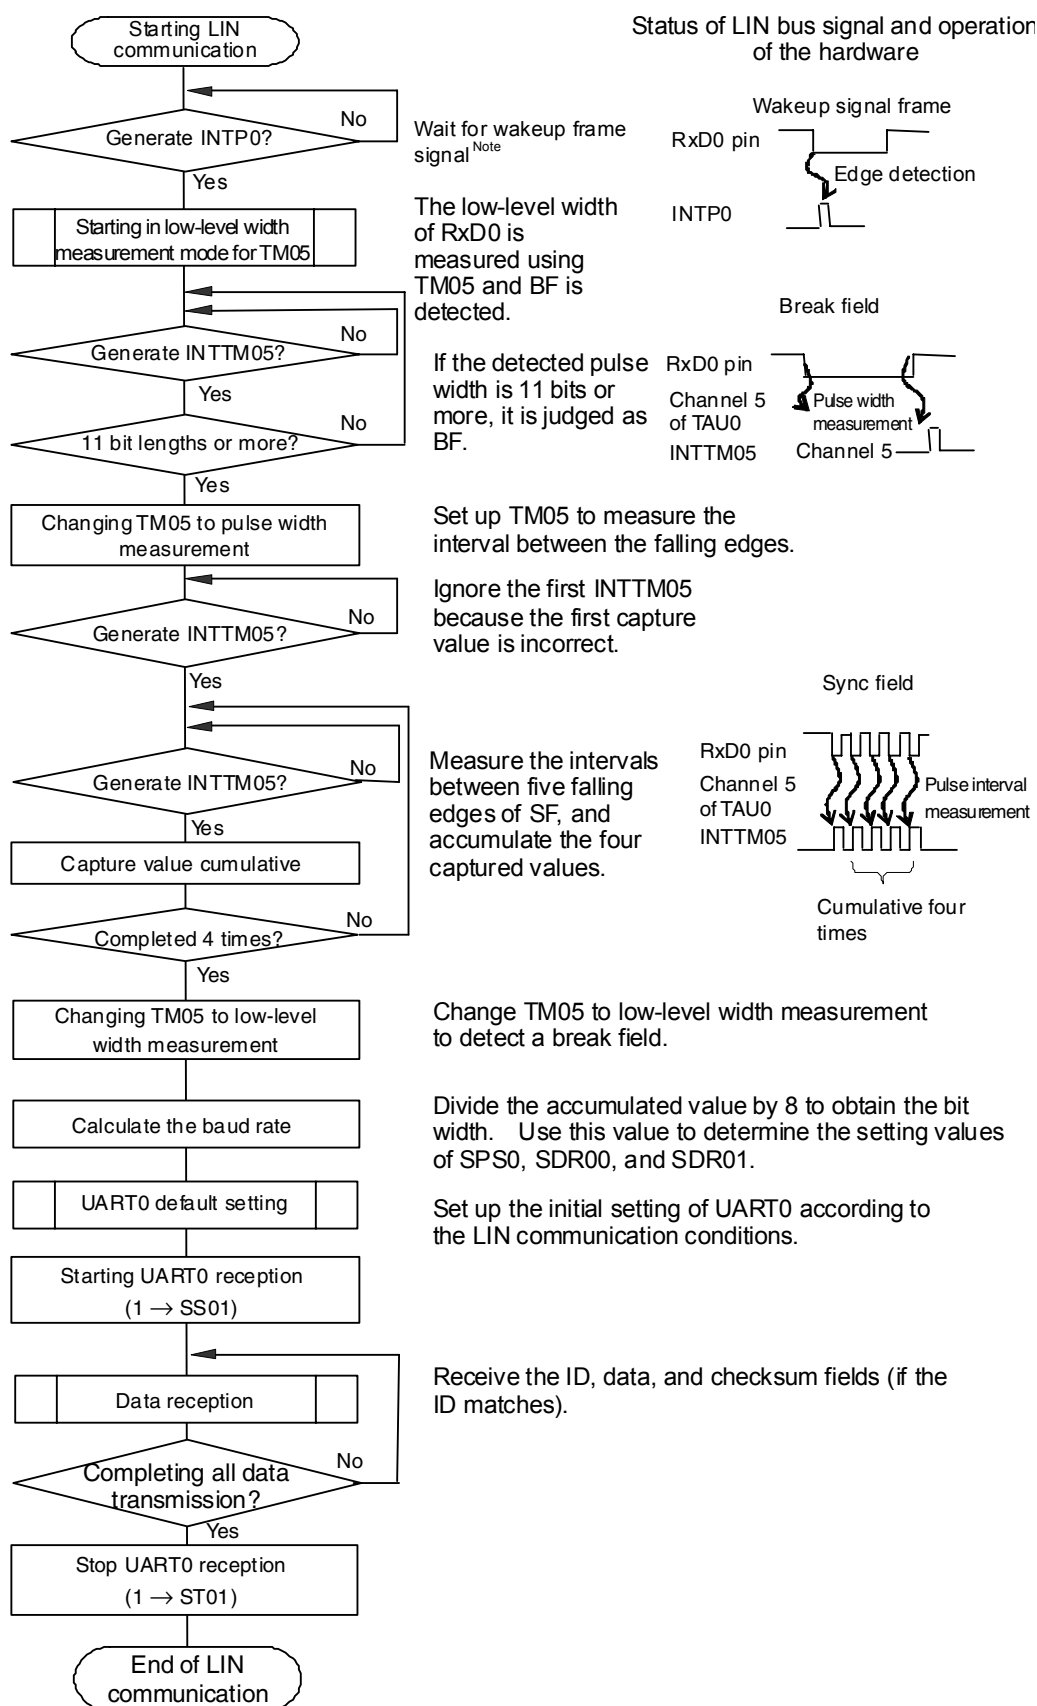 Starting LIN
communication
Status of LIN bus signal and operation
of the hardware
No
Generate INTP0?
Yes
Wait for wakeup frame
signal Note
Wakeup signal frame
RxD0 pin
Edge detection
INTP0
Starting in low-level width
measurement mode for TM05
The low-level width
of RxD0 is
measured using
TM05 and BF is
detected.
No
Generate INTTM05?
Yes
No
11 bit lengths or more?
Yes
If the detected pulse
width is 11 bits or
more, it is judged as
BF.
Break field
RxD0 pin
Channel 5
of TAU0
Pulse width
measurement
INTTM05
Channel 5
Changing TM05 to pulse width
measurement
Set up TM05 to measure the
interval between the falling edges.
No
Generate INTTM05?
Yes
Ignore the first INTTM05
because the first capture
value is incorrect.
No
Generate INTTM05?
Yes
Capture value cumulative
No
Completed 4 times?
Yes
Measure the intervals
between five falling
edges of SF, and
accumulate the four
captured values.
Sync field
RxD0 pin
Channel 5
of TAU0
Pulse interval
measurement
INTTM05
Cumulative four
times
Changing TM05 to low-level
width measurement
Change TM05 to low-level width measurement
to detect a break field.
Calculate the baud rate
Divide the accumulated value by 8 to obtain the bit
width. Use this value to determine the setting values
of SPS0, SDR00, and SDR01.
UART0 default setting
Set up the initial setting of UART0 according to
the LIN communication conditions.
Starting UART0 reception
(1 → SS01)
Data reception
Receive the ID, data, and checksum fields (if the
ID matches).
No
Completing all data
transmission?
Yes
Stop UART0 reception
(1 → ST01)
End of LIN
communication